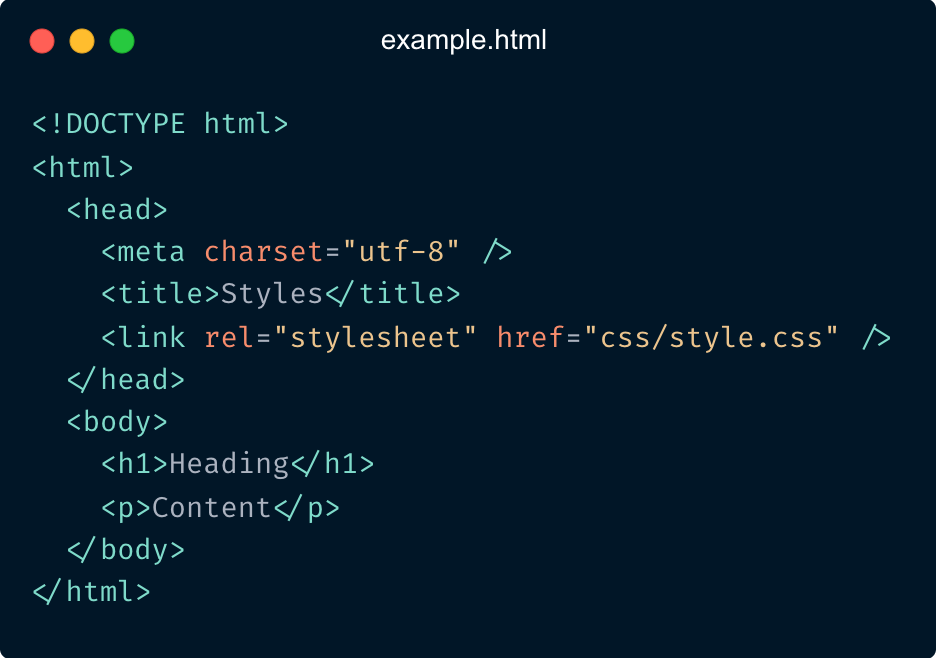 example.html
<!DOCTYPE html>
<html>
  <head>
    <meta charset="utf-8" />
    <title>Styles</title>
    <link rel="stylesheet" href="css/style.css" />
  </head>
  <body>
    <h1>Heading</h1>
    <p>Content</p>
  </body>
</html>